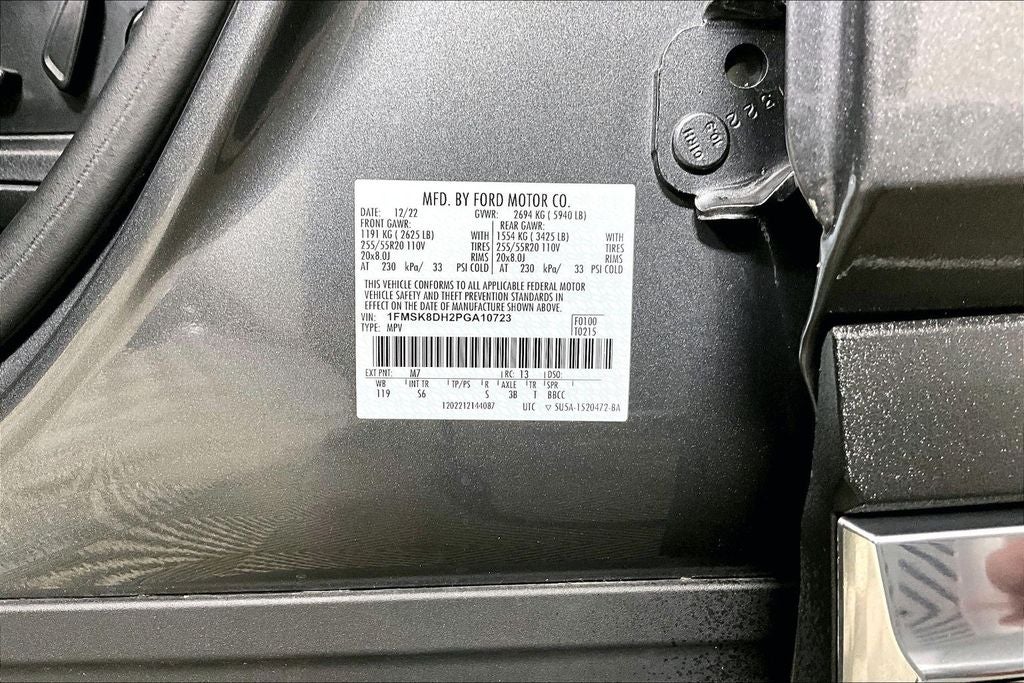 MFD. BY FORD MOTOR CO.
DATE: 12/22 GVWR: 2694 KG ( 5940 LB)
FRONT GAWR: REAR GAWR:
1191 KG ( 2625 LB) WITH 1554 KG ( 3425 LB) WITH
255/55R20 110V TIRES 255/55R20 110V TIRES
20x8.0J RIMS 20x8.0J RIMS
AT 230 kPa/ 33 PSI COLD AT 230 kPa/ 33 PSI COLD
THIS VEHICLE CONFORMS TO ALL APPLICABLE FEDERAL MOTOR
VEHICLE SAFETY AND THEFT PREVENTION STANDARDS IN
EFFECT ON THE DATE OF MANUFACTURE SHOWN ABOVE.
VIN: 1FMSK8DH2PGA10723 F0100
TYPE: MPV T0215
EXT PNT: M7 RC: 13 DSO:
WB INT TR TP/PS R AXLE TR SPR
119 S6 S 3B T BBCC
1202212144087 UTC ▽ 5U5A-1520472-BA
1322